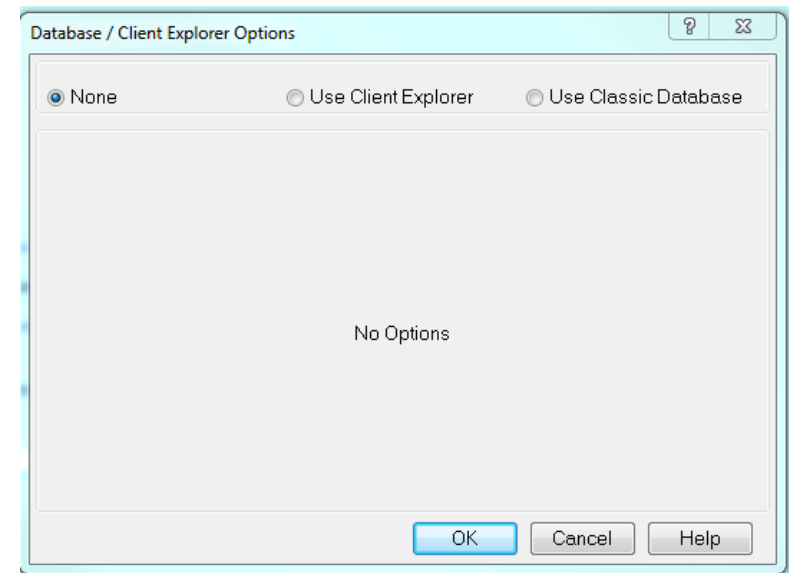 Database / Client Explorer Options
None Use Client Explorer Use Classic Database
No Options
OK Cancel Help